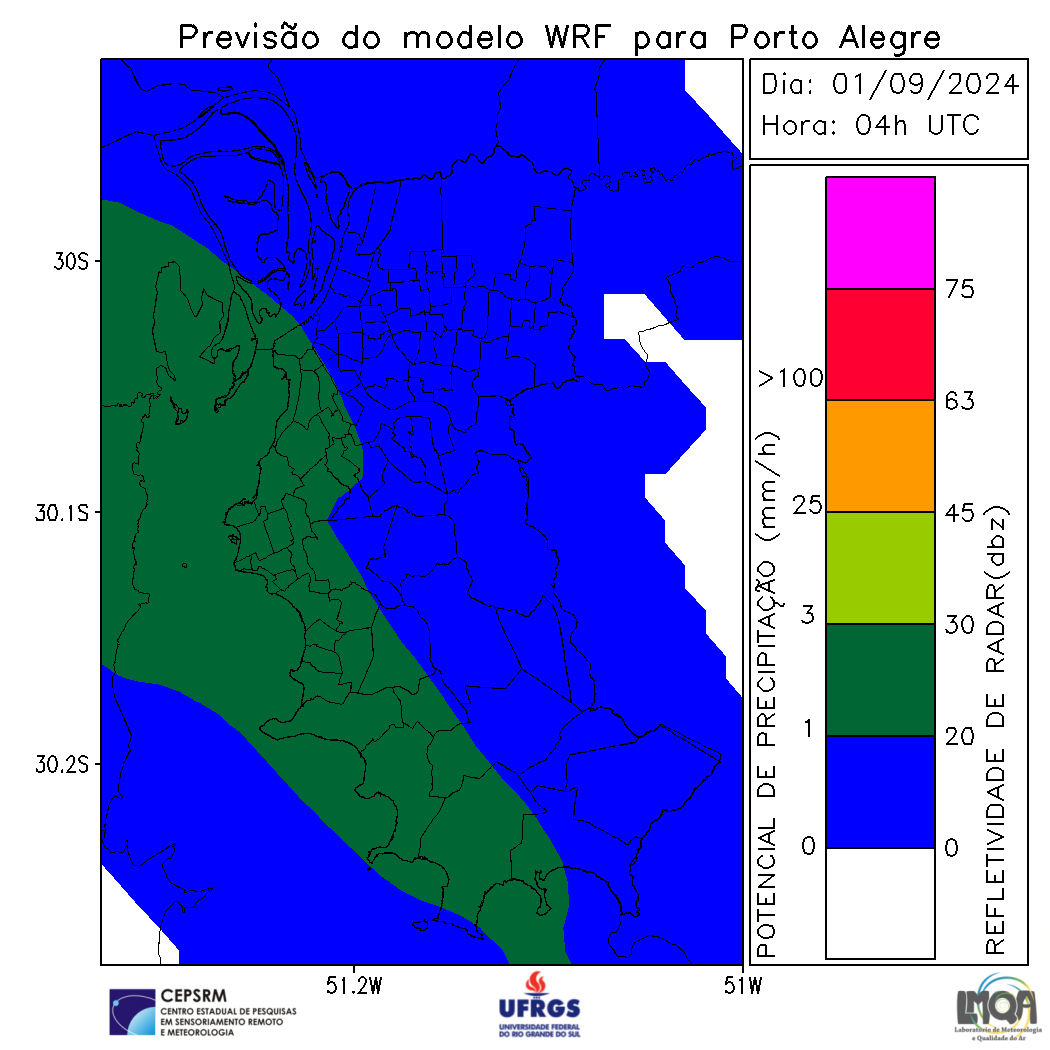 Previsão do modelo WRF para Porto Alegre
Dia: 01/09/2024
Hora: 04h UTC
30S
30.1S
30.2S
51.2W
51W
POTENCIAL DE PRECIPITAÇÃO (mm/h)
>100
25
3
1
0
75
63
45
30
20
0
REFLETIVIDADE DE RADAR(dbz)
CEPSRM
CENTRO ESTADUAL DE PESQUISAS
EM SENSORIAMENTO REMOTO
E METEOROLOGIA
UFRGS
UNIVERSIDADE FEDERAL
DO RIO GRANDE DO SUL
LMQA
Laboratório de Meteorologia
e Qualidade do Ar